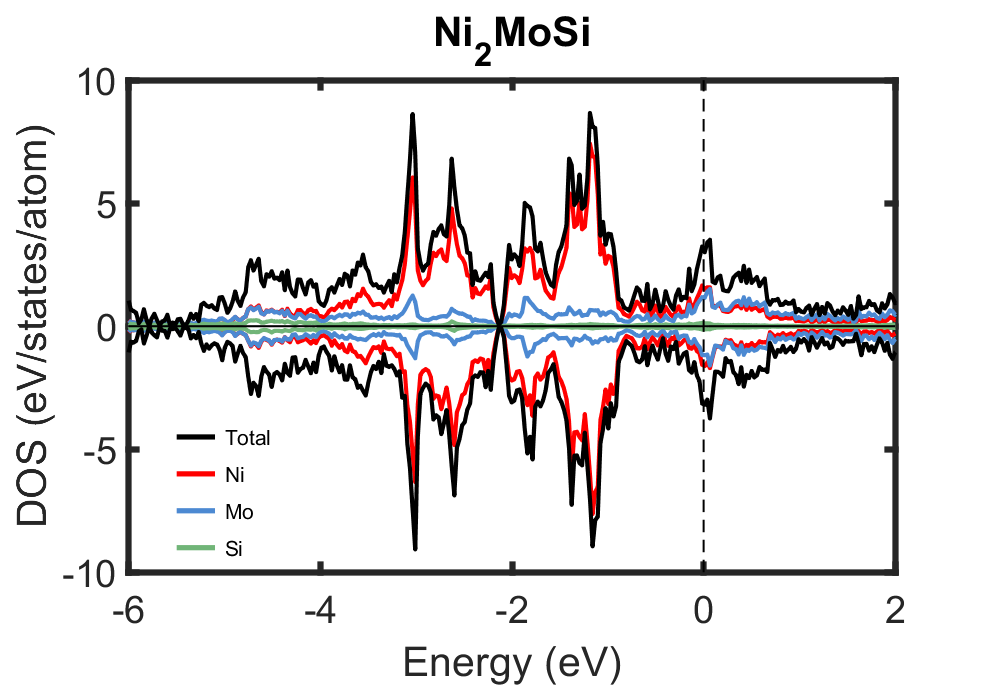 Ni₂MoSi
10
5
0
-5
-10
DOS (eV/states/atom)
Total
Ni
Mo
Si
-6
-4
-2
0
2
Energy (eV)